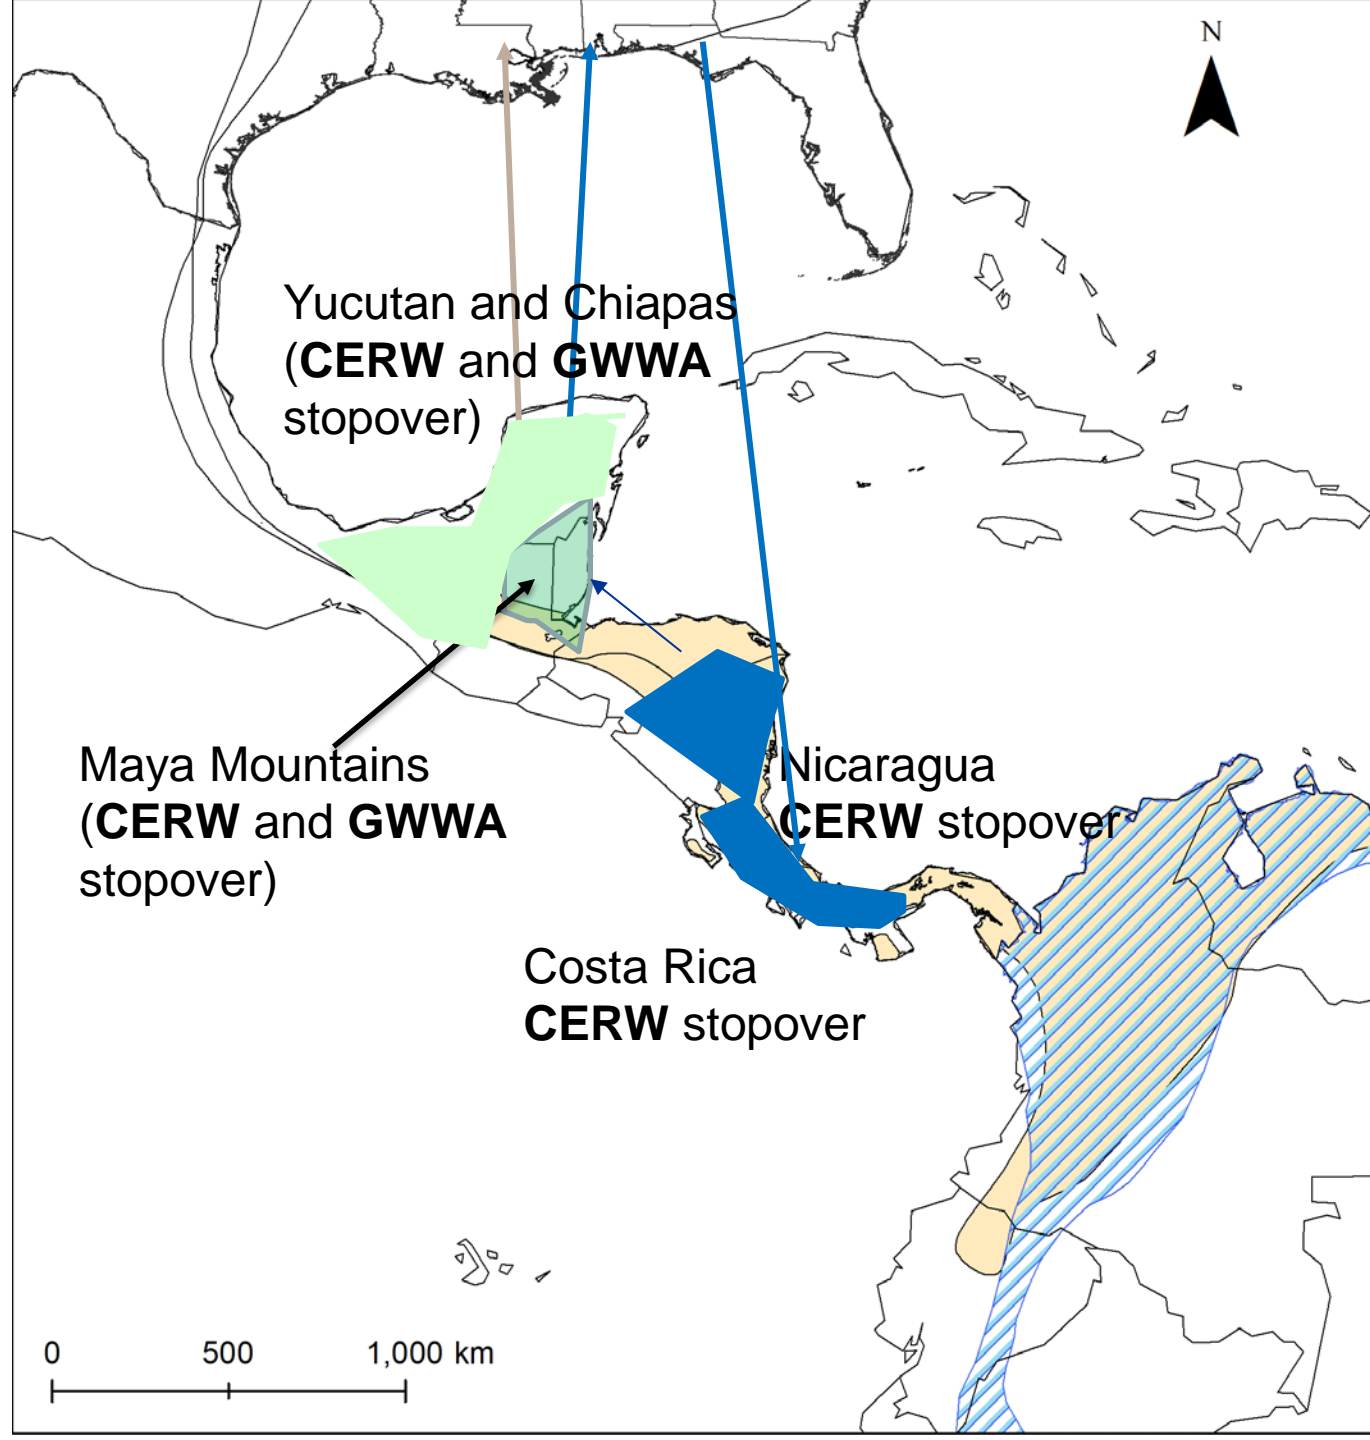 N
Yucutan and Chiapas
(CERW and GWWA
stopover)
Maya Mountains
(CERW and GWWA
stopover)
Nicaragua
CERW stopover
Costa Rica
CERW stopover
0 500 1,000 km